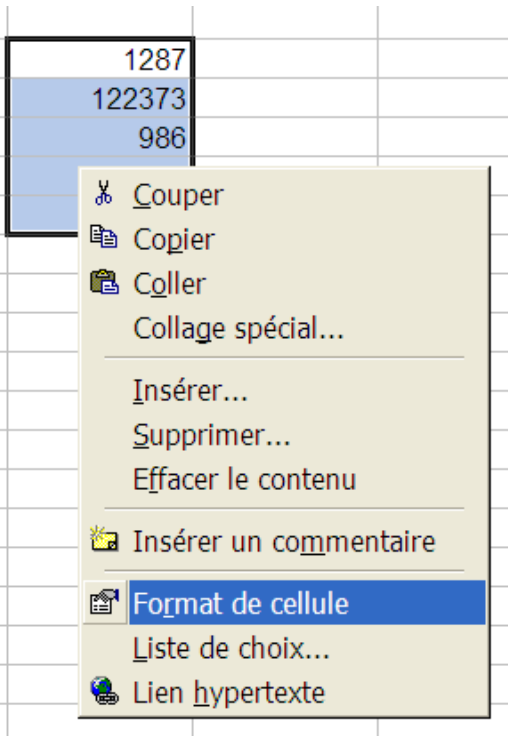 1287
122373
986
Couper
Copier
Coller
Collage spécial...
Insérer...
Supprimer...
Effacer le contenu
Insérer un commentaire
Format de cellule
Liste de choix...
Lien hypertexte